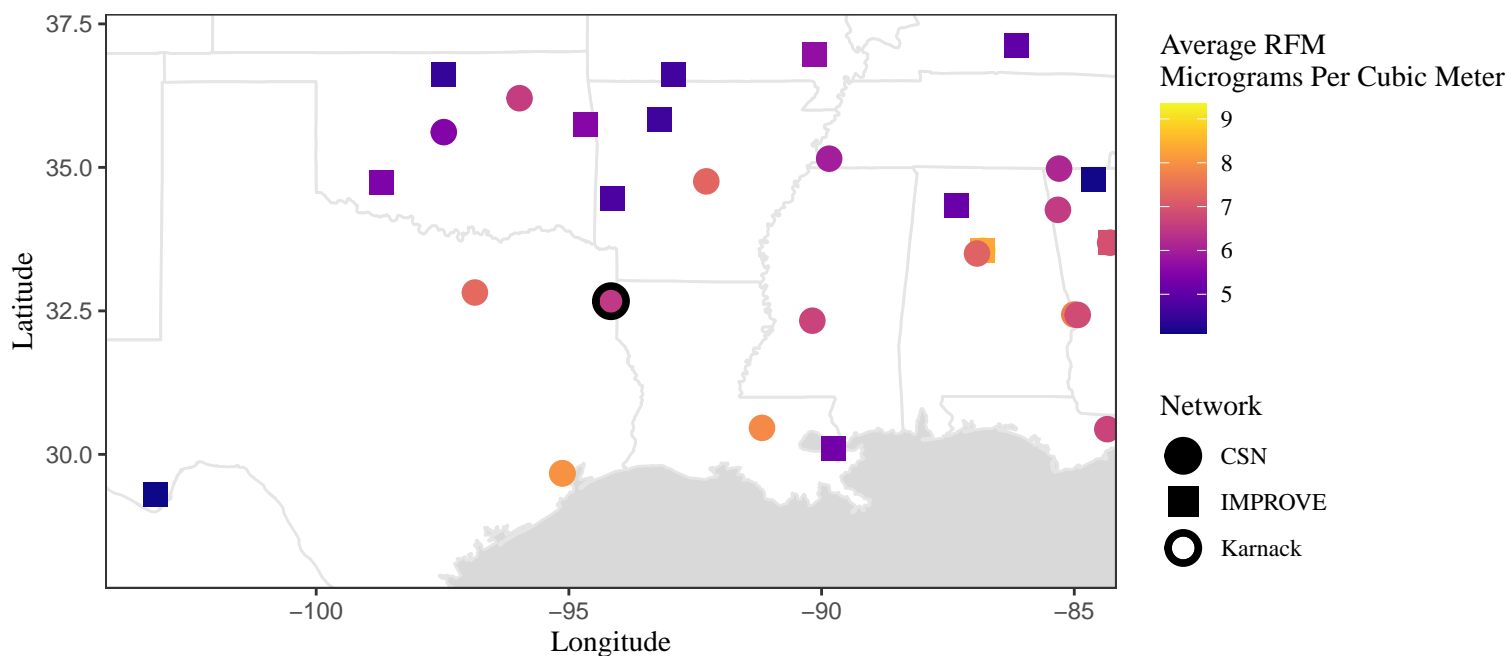 37.5
35.0
32.5
30.0
Latitude
−100
−95
−90
−85
Longitude
Average RFM
Micrograms Per Cubic Meter
9
8
7
6
5
Network
CSN
IMPROVE
Karnack